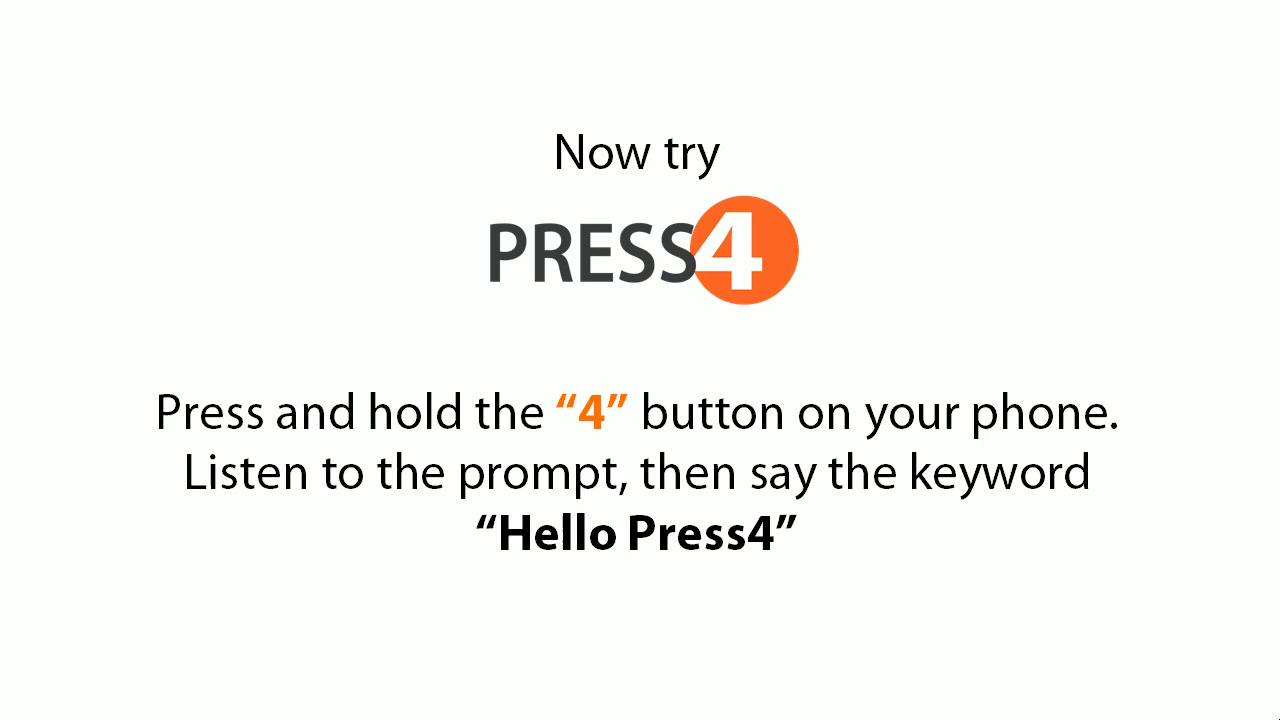 Now try
PRESS4
Press and hold the “4” button on your phone.
Listen to the prompt, then say the keyword
“Hello Press4”